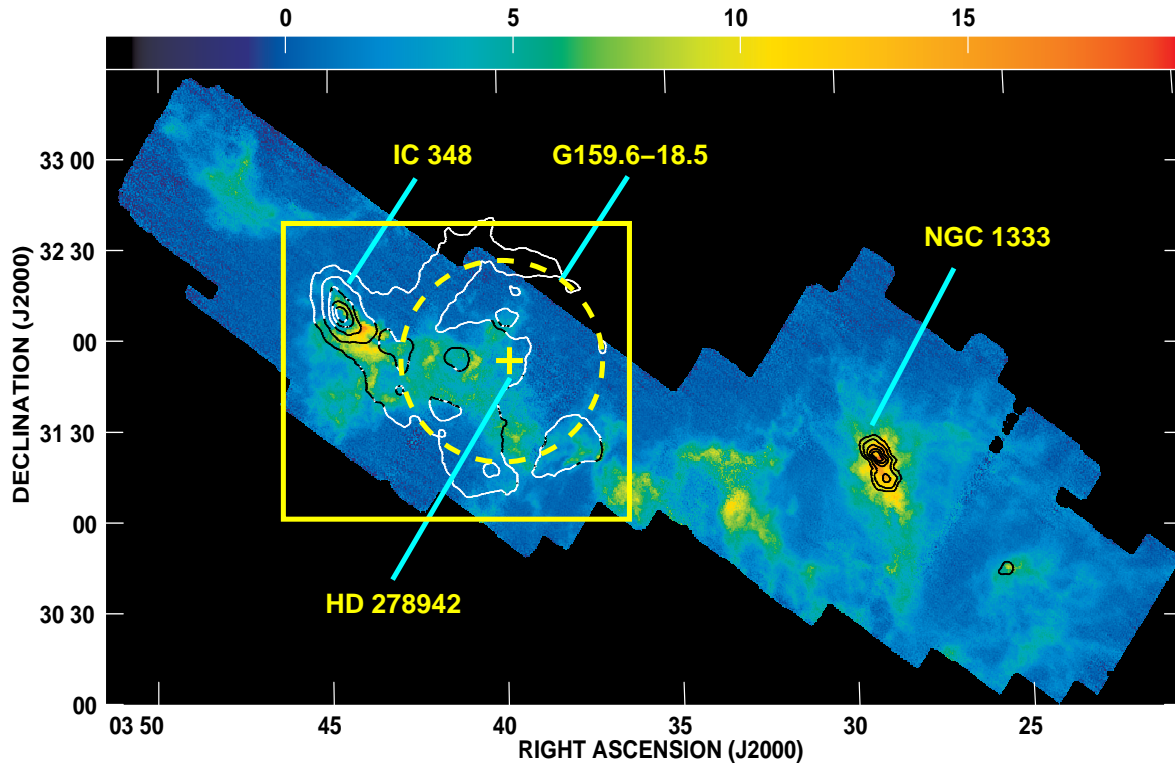 0 5 10 15
IC 348
G159.6–18.5
NGC 1333
HD 278942
33 00
32 30
00
31 30
00
30 30
00
DECLINATION (J2000)
03 50 45 40 35 30 25
RIGHT ASCENSION (J2000)